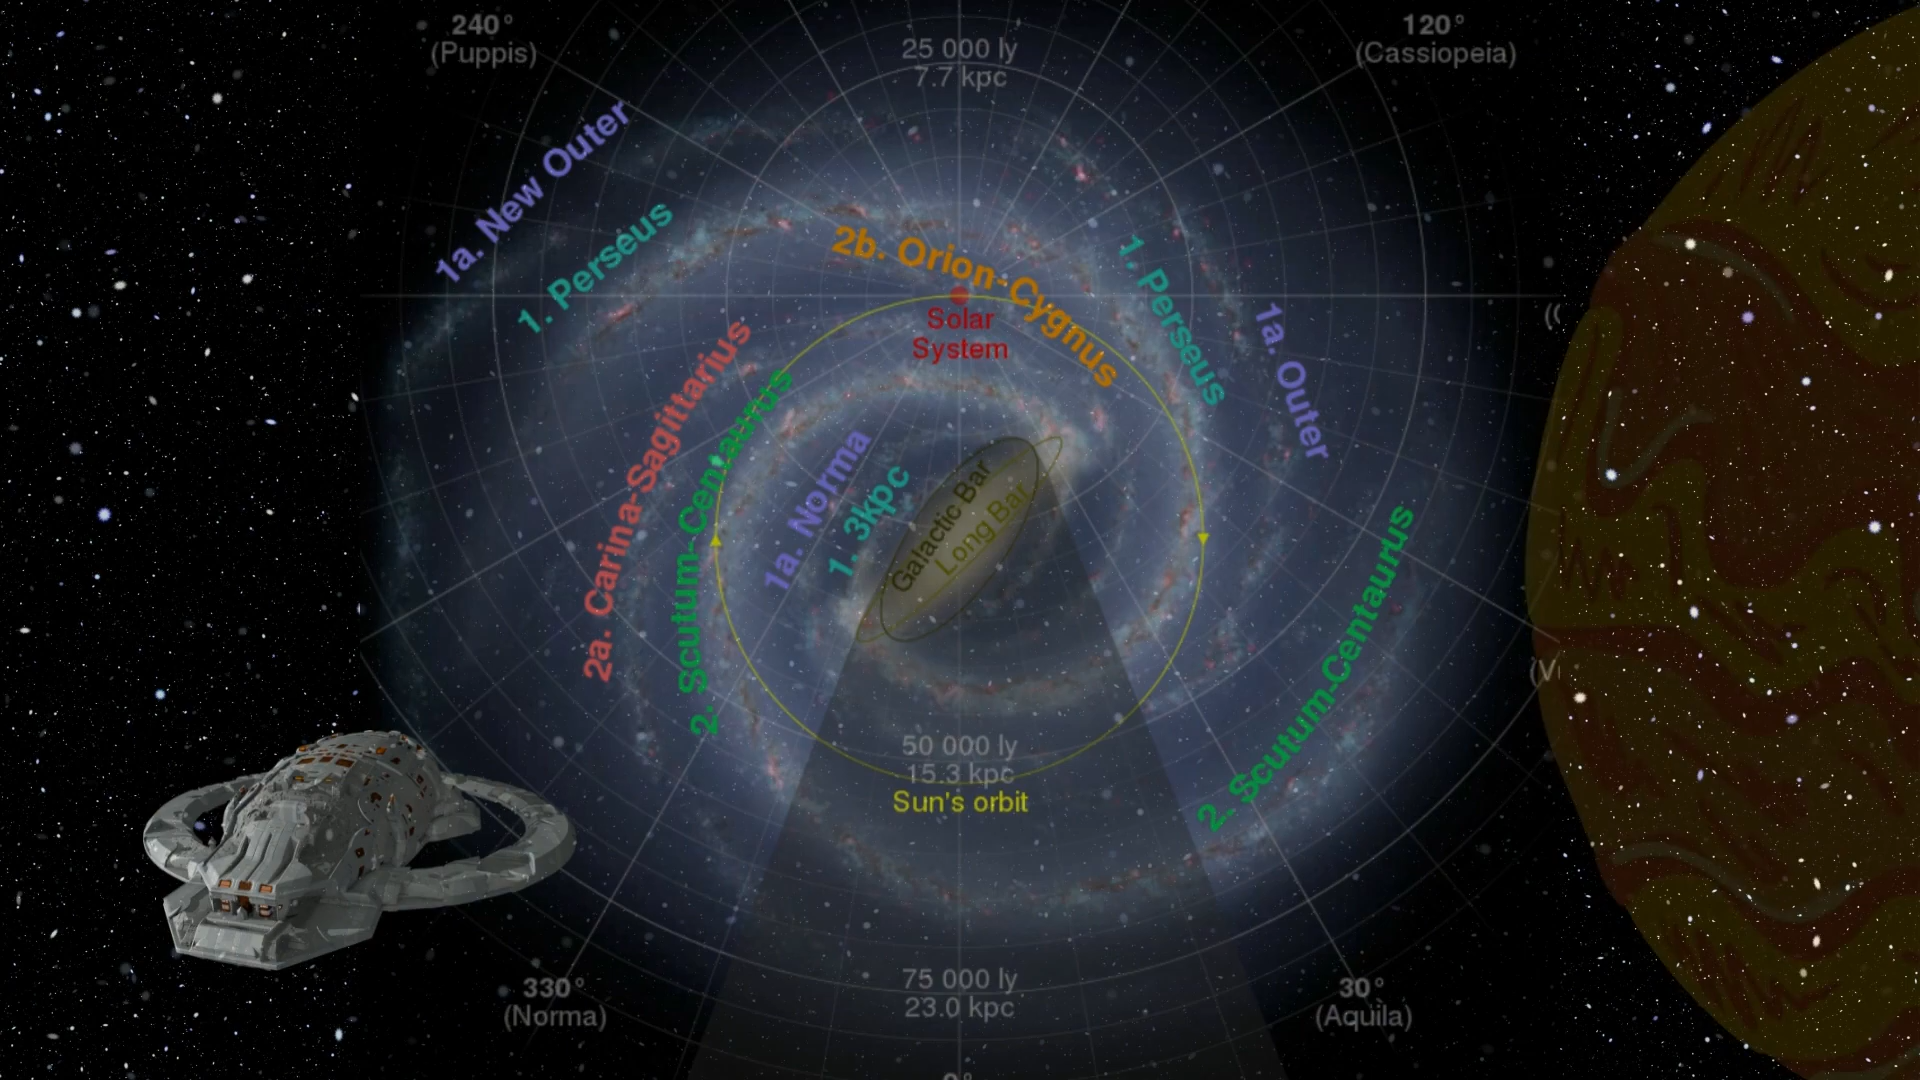 240°
(Puppis)
120°
(Cassiopeia)
25 000 ly
7.7 kpc
1a. New Outer
1. Perseus
2b. Orion-Cygnus
1. Perseus
Solar
System
1a. Outer
2a. Carina-Sagittarius
2. Scutum-Centaurus
1a. Norma
1. 3kpc
Galactic Bar
Long Bar
2. Scutum-Centaurus
50 000 ly
15.3 kpc
Sun's orbit
75 000 ly
23.0 kpc
330°
(Norma)
30°
(Aquila)